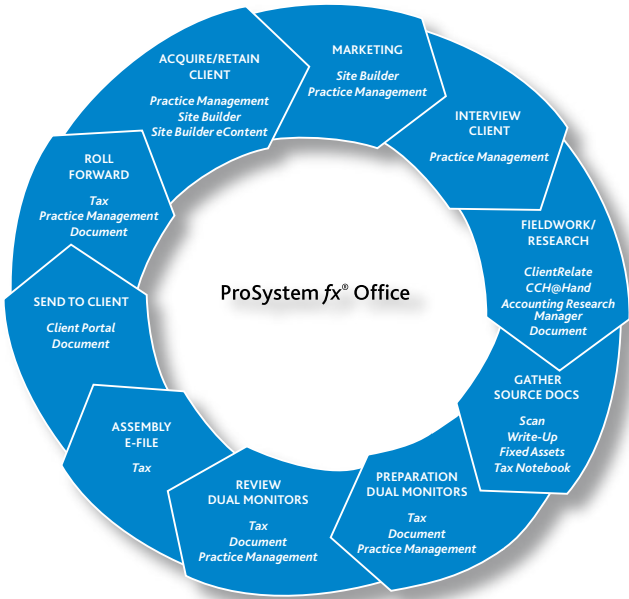 MARKETING
Site Builder
Practice Management
INTERVIEW
CLIENT
Practice Management
FIELDWORK/
RESEARCH
ClientRelate
CCH@Hand
Accounting Research
Manager
Document
GATHER
SOURCE DOCS
Scan
Write-Up
Fixed Assets
Tax Notebook
PREPARATION
DUAL MONITORS
Tax
Document
Practice Management
REVIEW
DUAL MONITORS
Tax
Document
Practice Management
ASSEMBLY
E-FILE
Tax
SEND TO CLIENT
Client Portal
Document
ROLL
FORWARD
Tax
Practice Management
Document
ACQUIRE/RETAIN
CLIENT
Practice Management
Site Builder
Site Builder eContent
ProSystem fx® Office